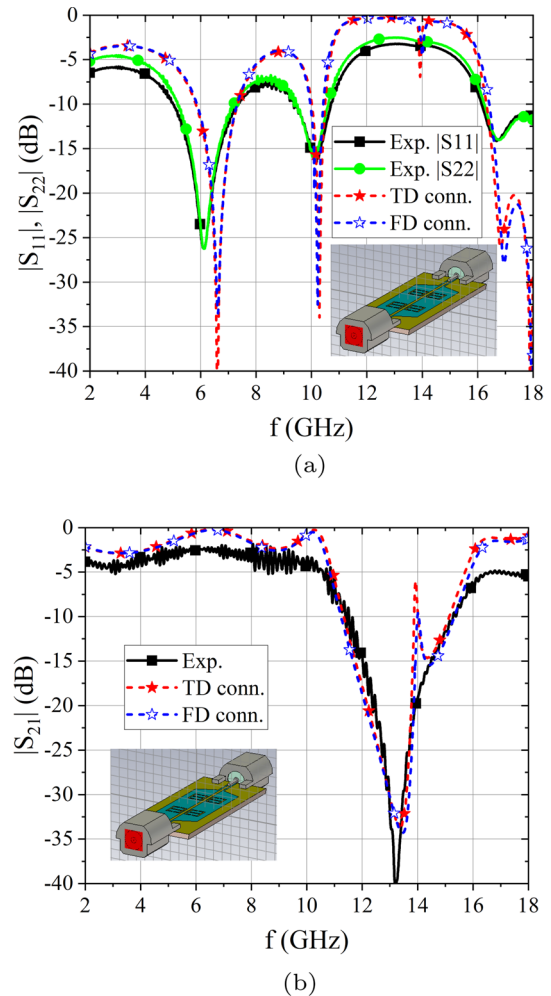 |S11|, |S22| (dB)
0
-5
-10
-15
-20
-25
-30
-35
-40
Exp. |S11|
Exp. |S22|
TD conn.
FD conn.
2 4 6 8 10 12 14 16 18
f (GHz)
(a)
|S21| (dB)
0
-5
-10
-15
-20
-25
-30
-35
-40
Exp.
TD conn.
FD conn.
2 4 6 8 10 12 14 16 18
f (GHz)
(b)